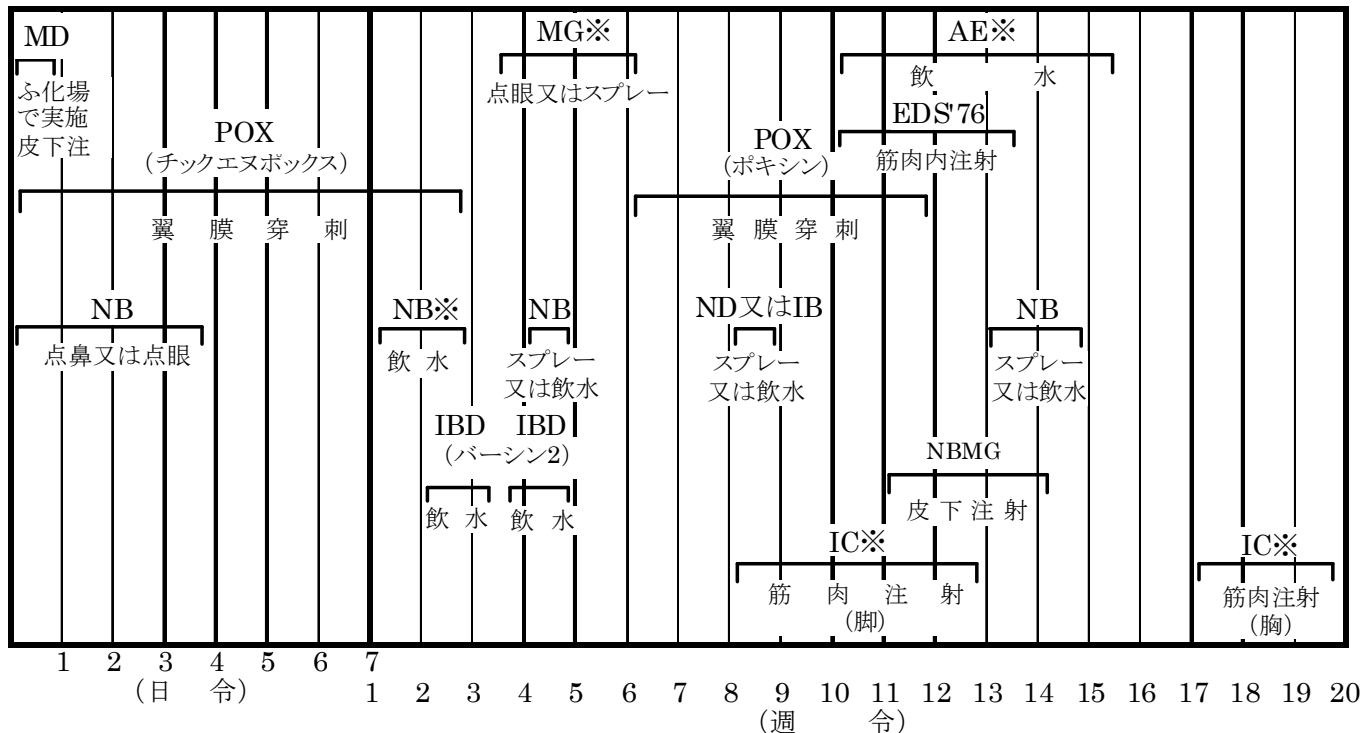 MD
MG※
AE※
ふ化場
で実施
皮下注
点眼又はスプレー
飲 水
POX
(チックエヌボックス)
翼 膜 穿 刺
POX
(ポキシン)
翼 膜 穿 刺
EDS'76
筋肉内注射
NB
点鼻又は点眼
NB※
飲 水
NB
スプレー
又は飲水
ND又はIB
スプレー
又は飲水
NB
スプレー
又は飲水
IBD IBD
(バーシン2)
飲 水 飲 水
NBMG
皮 下 注 射
IC※
筋 肉 注 射
(脚)
IC※
筋肉注射
(胸)
1 2 3 4 5 6 7
(日 令)
1 2 3 4 5 6 7 8 9 10 11 12 13 14 15 16 17 18 19 20
(週 令)